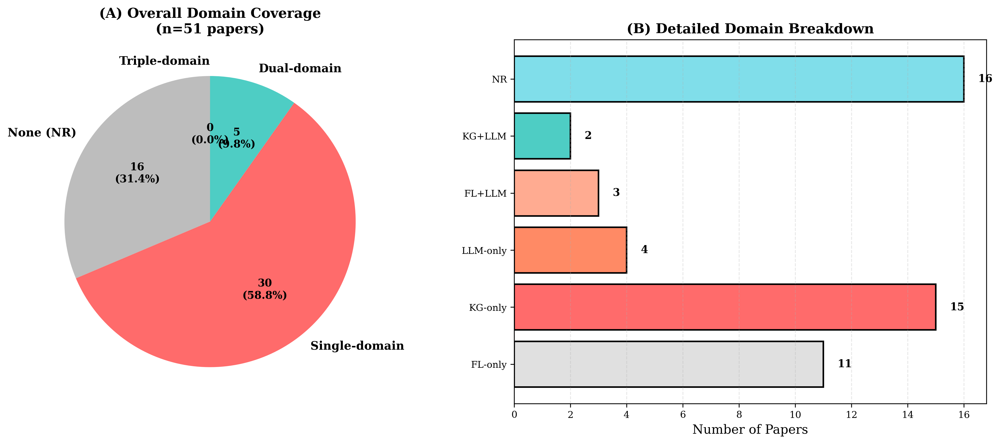 (A) Overall Domain Coverage
(n=51 papers)
Triple-domain
Dual-domain
None (NR)
Single-domain
0
(0.0%)
5
(9.8%)
16
(31.4%)
30
(58.8%)
(B) Detailed Domain Breakdown
NR
16
KG+LLM
2
FL+LLM
3
LLM-only
4
KG-only
15
FL-only
11
0 2 4 6 8 10 12 14 16
Number of Papers